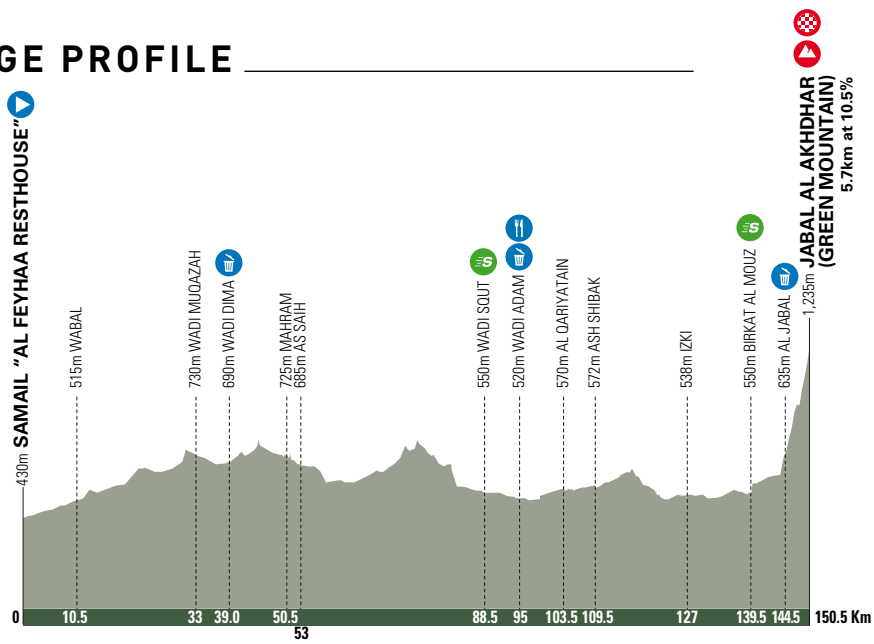 GE PROFILE
430m SAMAIL “AL FEYHAA RESTHOUSE”
515m WABAL
730m WADI MUQAZAH
690m WADI DIMA
725m MAHRAM
685m AS SAIH
550m WADI SQUT
S
520m WADI ADAM
570m AL QARIYATAIN
572m ASH SHIBAK
538m IZKI
550m BIRKAT AL MOUZ
S
635m AL JABAL
1,235m JABAL AL AKHDHAR
(GREEN MOUNTAIN)
5.7km at 10.5%
0 10.5 33 39.0 50.5 88.5 95 103.5 109.5 127 139.5 144.5 150.5 Km
53